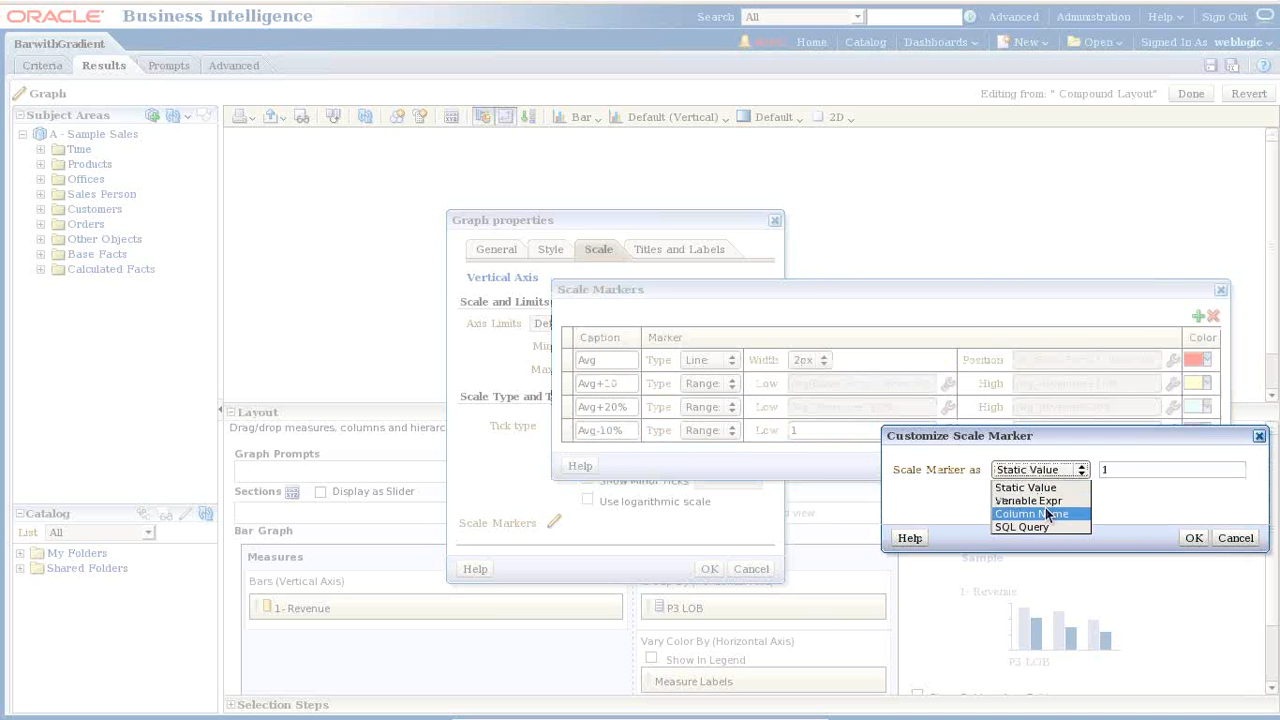 ORACLE Business Intelligence
Search All Advanced Administration Help Sign Out
BarwithGradient
Home Catalog Dashboards New Open Signed In As weblogic
Criteria Results Prompts Advanced
Graph
Editing from: " Compound Layout" Done Revert
Subject Areas
Bar Default (Vertical) Default 2D
A - Sample Sales
Time
Products
Offices
Sales Person
Customers
Orders
Other Objects
Base Facts
Calculated Facts
Graph properties
General Style Scale Titles and Labels
Vertical Axis
Scale and Limits
Axis Limits
Scale Type and
Tick type
Scale Markers
Caption Marker Color
Avg Type Line Width 2px Position
Avg+10 Type Range Low High
Avg+20% Type Range Low High
Avg-10% Type Range Low 1
Help
Show Minor Ticks
Use logarithmic scale
Scale Markers
Help OK Cancel
Customize Scale Marker
Scale Marker as Static Value 1
Static Value
Variable Expr
Column Name
SQL Query
Help OK Cancel
Layout
Drag/drop measures, columns and hierarc
Graph Prompts
Sections Display as Slider
Bar Graph
Measures
Bars (Vertical Axis)
1- Revenue
P3 LOB
Vary Color By (Horizontal Axis)
Show In Legend
Measure Labels
Sample
1- Revenue
P3 LOB
Catalog
List All
My Folders
Shared Folders
Selection Steps